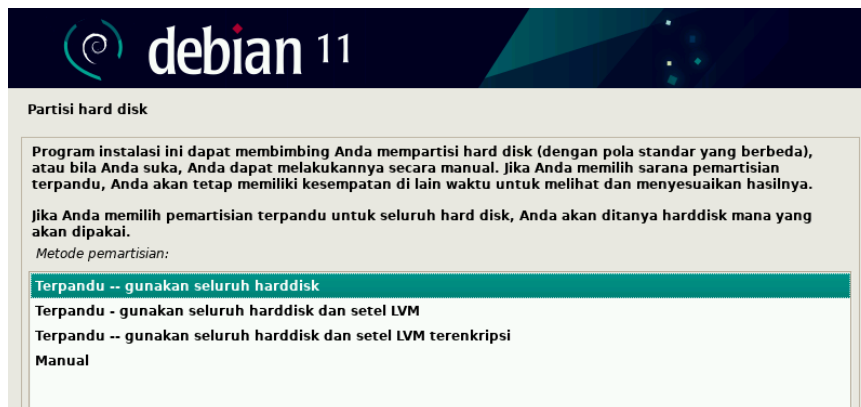 debian 11
Partisi hard disk
Program instalasi ini dapat membimbing Anda mempartisi hard disk (dengan pola standar yang berbeda),
atau bila Anda suka, Anda dapat melakukannya secara manual. Jika Anda memilih sarana pemartisian
terpandu, Anda akan tetap memiliki kesempatan di lain waktu untuk melihat dan menyesuaikan hasilnya.
Jika Anda memilih pemartisian terpandu untuk seluruh hard disk, Anda akan ditanya harddisk mana yang
akan dipakai.
Metode pemartisian:
Terpandu -- gunakan seluruh harddisk
Terpandu - gunakan seluruh harddisk dan setel LVM
Terpandu -- gunakan seluruh harddisk dan setel LVM terenkripsi
Manual